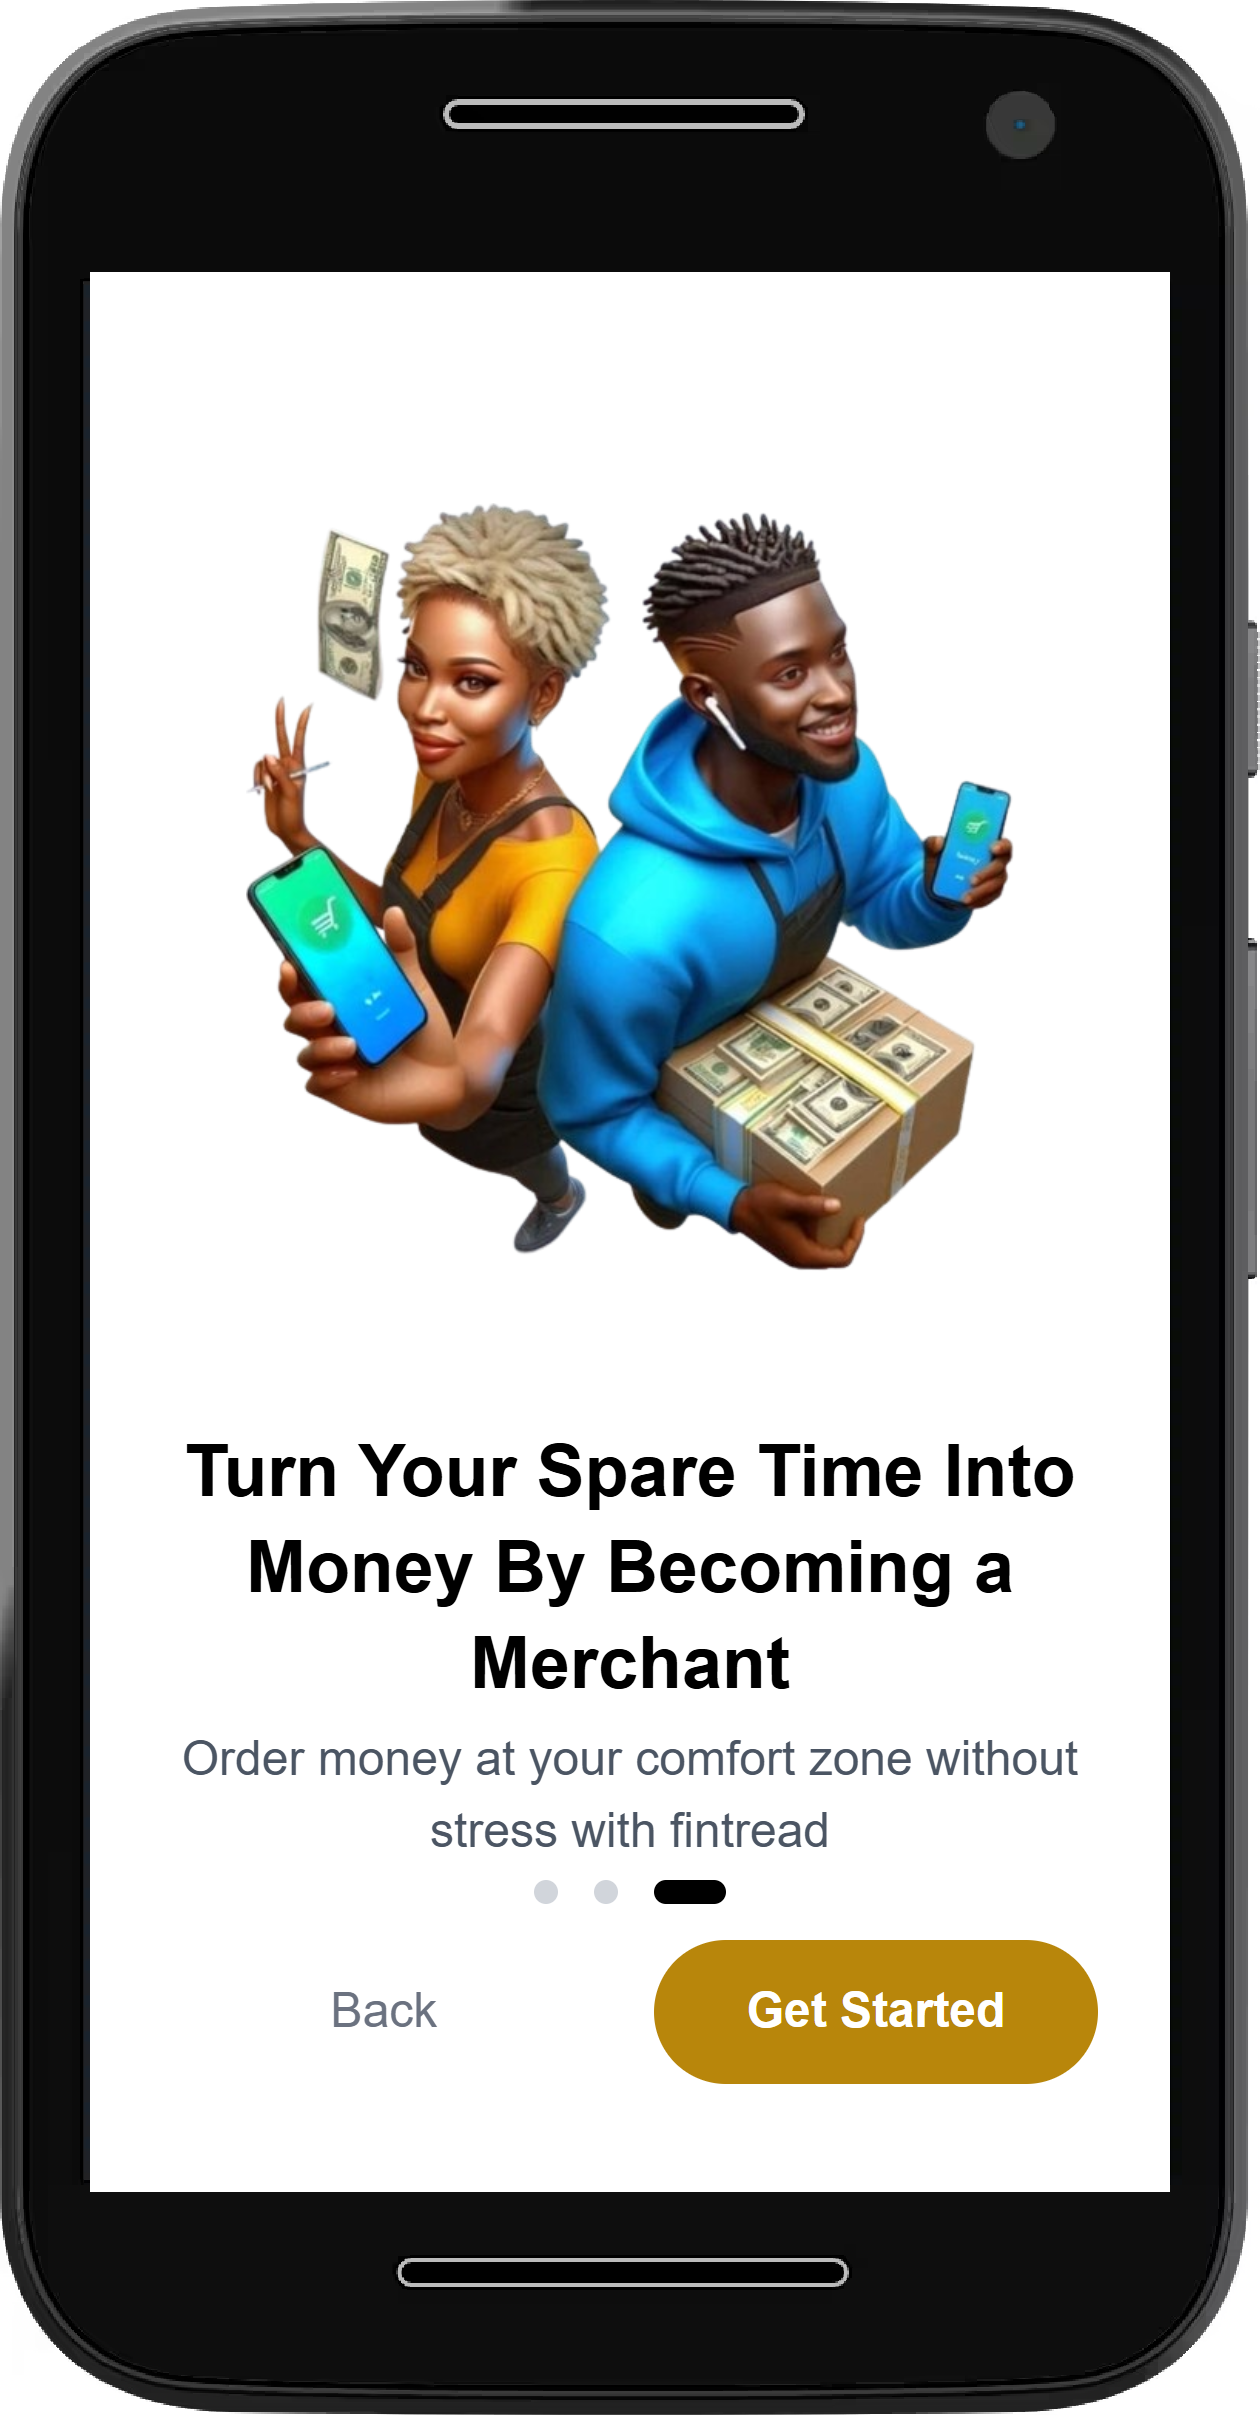 Turn Your Spare Time Into
Money By Becoming a
Merchant
Order money at your comfort zone without
stress with fintread
Back
Get Started